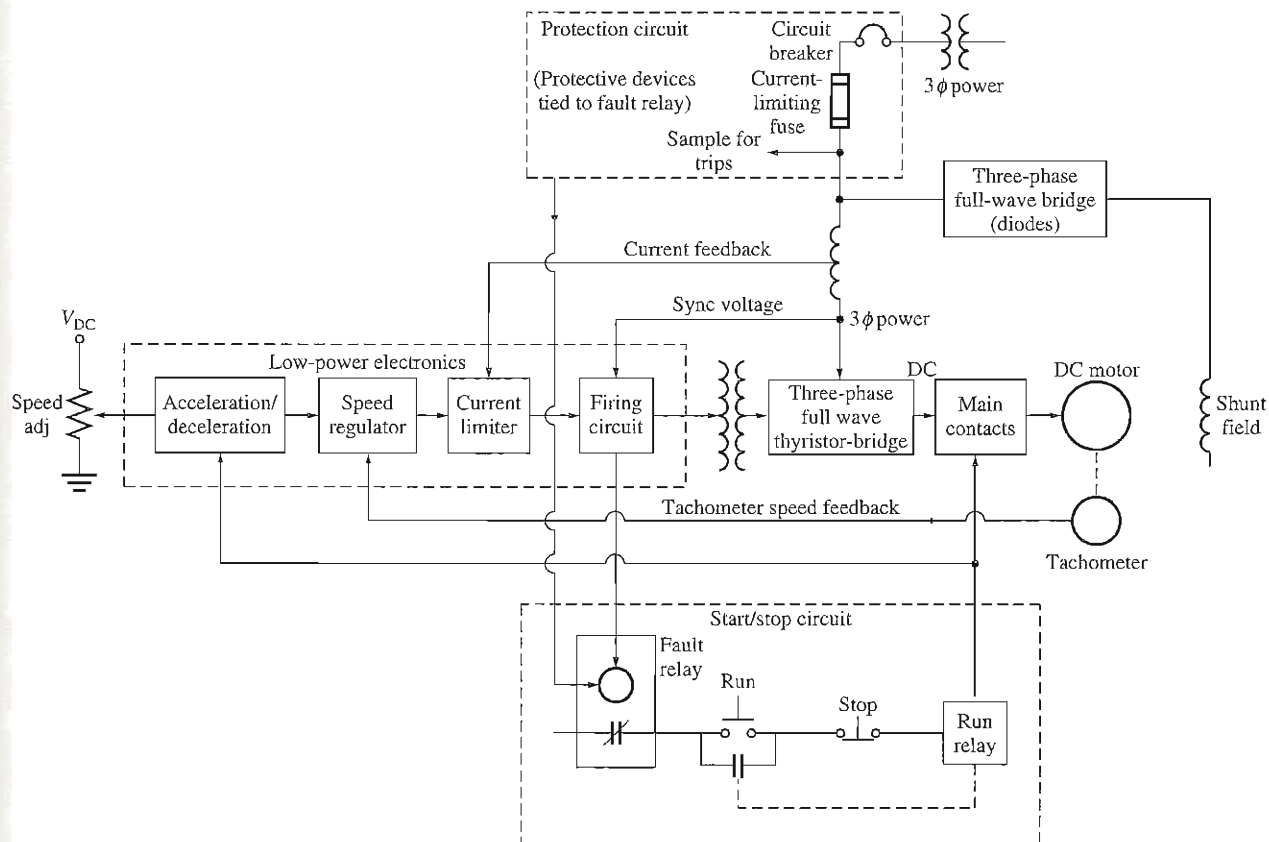 Protection circuit
Circuit
breaker
(Protective devices
tied to fault relay)
Current-
limiting
fuse
3ϕ power
Sample for
trips
Three-phase
full-wave bridge
(diodes)
Current feedback
Sync voltage
3ϕ power
V_DC
Low-power electronics
Speed
adj
Acceleration/
deceleration
Speed
regulator
Current
limiter
Firing
circuit
Three-phase
full wave
thyristor-bridge
DC
Main
contacts
DC motor
Shunt
field
Tachometer speed feedback
Tachometer
Start/stop circuit
Fault
relay
Run
Stop
Run
relay